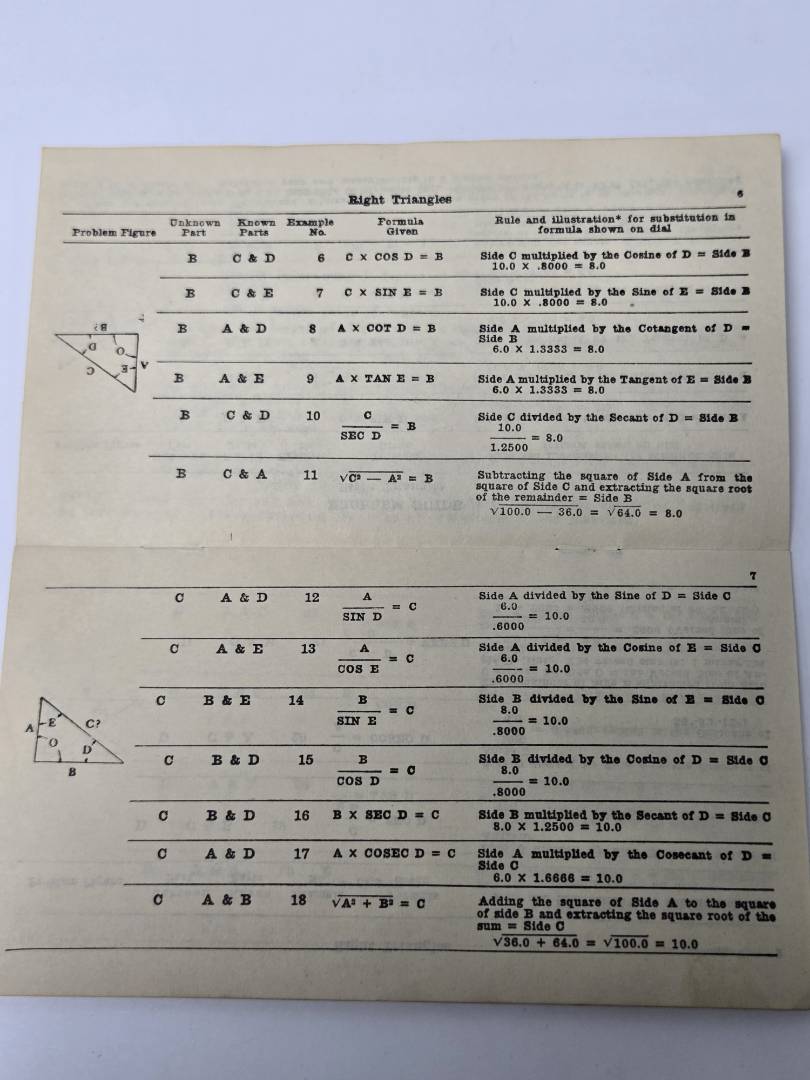 6
Right Triangles
Problem Figure Unknown Part Known Parts Example No. Formula Given Rule and illustration* for substitution in formula shown on dial
B C & D 6 C X COS D = B Side C multiplied by the Cosine of D = Side B
10.0 X .8000 = 8.0
B C & E 7 C X SIN E = B Side C multiplied by the Sine of E = Side B
10.0 X .8000 = 8.0
B?
D O
C E A
B A & D 8 A X COT D = B Side A multiplied by the Cotangent of D =
Side B
6.0 X 1.3333 = 8.0
B A & E 9 A X TAN E = B Side A multiplied by the Tangent of E = Side B
6.0 X 1.3333 = 8.0
B C & D 10 C / SEC D = B Side C divided by the Secant of D = Side B
10.0 / 1.2500 = 8.0
B C & A 11 √C² — A² = B Subtracting the square of Side A from the
square of Side C and extracting the square root
of the remainder = Side B
√100.0 — 36.0 = √64.0 = 8.0
7
C A & D 12 A / SIN D = C Side A divided by the Sine of D = Side C
6.0 / .6000 = 10.0
C A & E 13 A / COS E = C Side A divided by the Cosine of E = Side C
6.0 / .6000 = 10.0
A E C?
O D
B
C B & E 14 B / SIN E = C Side B divided by the Sine of E = Side C
8.0 / .8000 = 10.0
C B & D 15 B / COS D = C Side B divided by the Cosine of D = Side C
8.0 / .8000 = 10.0
C B & D 16 B X SEC D = C Side B multiplied by the Secant of D = Side C
8.0 X 1.2500 = 10.0
C A & D 17 A X COSEC D = C Side A multiplied by the Cosecant of D =
Side C
6.0 X 1.6666 = 10.0
C A & B 18 √A² + B² = C Adding the square of Side A to the square
of side B and extracting the square root of the
sum = Side C
√36.0 + 64.0 = √100.0 = 10.0